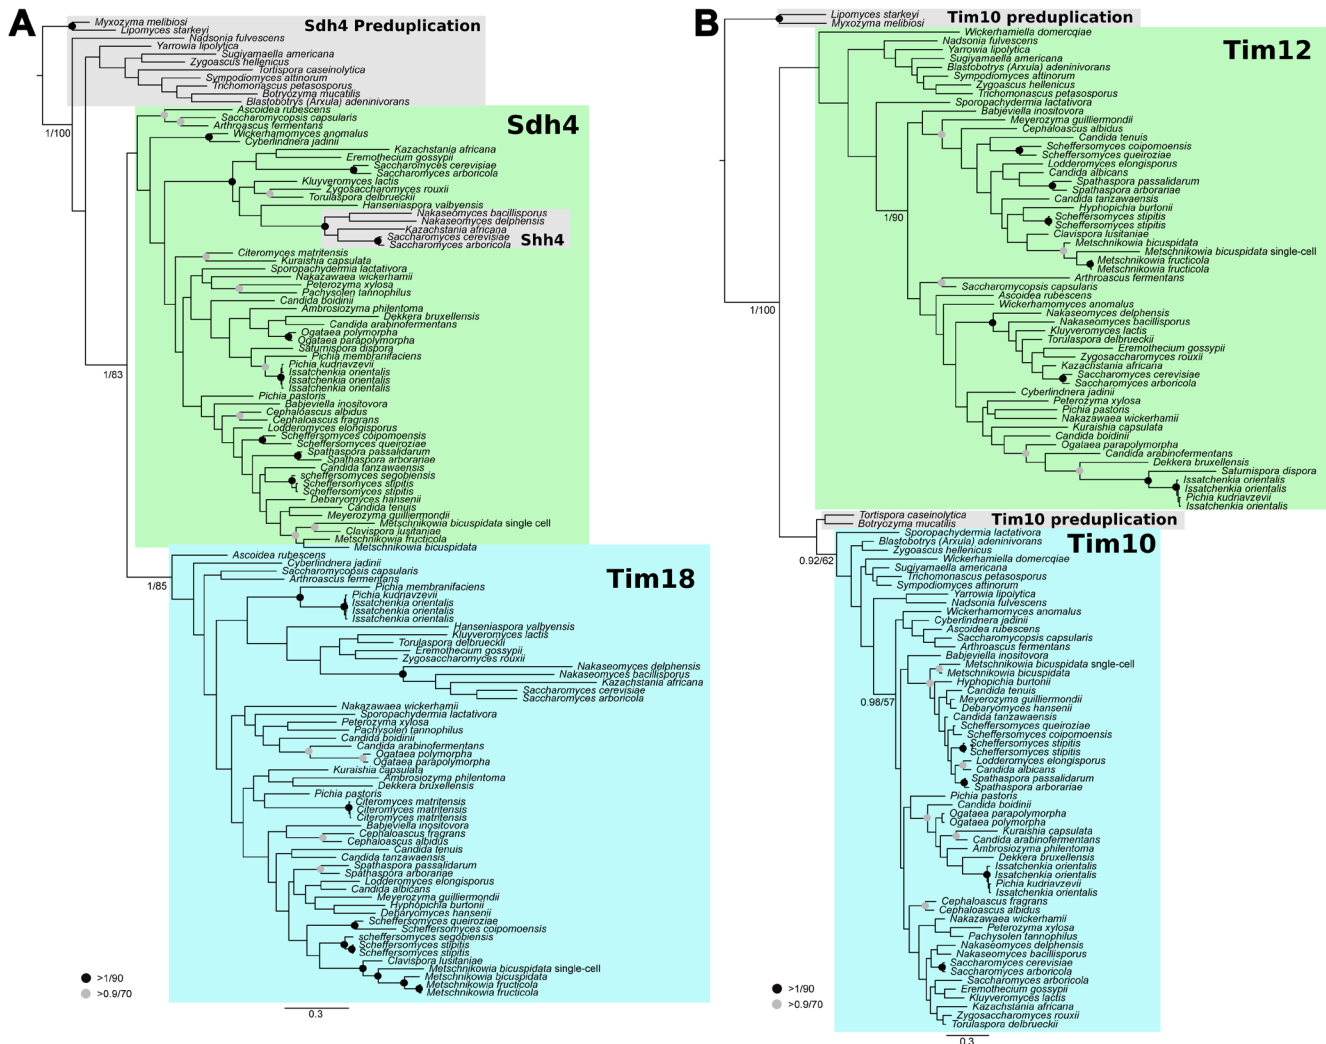 A
Myxozyma melibiosi
Lipomyces starkeyi
Sdh4 Preduplication
Nadsonia fulvescens
Yarrowia lipolytica
Sugiyamaella americana
Zygoascus hellenicus
Tortispora caseinolytica
Sympodiomyces attinorum
Trichomonascus petasosporus
Botryozyma mucatilis
Blastobotrys (Arxula) adeninivorans
Ascoidea rubescens
Saccharomycopsis capsularis
Arthroascus fermentans
Sdh4
1/100
Wickerhamomyces anomalus
Cyberlindnera jadinii
Kazachstania africana
Eremothecium gossypii
Saccharomyces cerevisiae
Saccharomyces arboricola
Kluyveromyces lactis
Zygosaccharomyces rouxii
Torulaspora delbrueckii
Hanseniaspora valbyensis
Nakaseomyces bacillisporus
Nakaseomyces delphensis
Kazachstania africana
Saccharomyces cerevisiae
Saccharomyces arboricola
Shh4
Citeromyces matritensis
Kuraishia capsulata
Sporopachydermia lactativora
Nakazawaea wickerhamii
Peterozyma xylosa
Pachysolen tannophilus
Candida boidinii
Ambrosiozyma philentoma
Dekkera bruxellensis
Candida arabinofermentans
Ogataea polymorpha
Ogataea parapolymorpha
Saturnispora dispora
Pichia membranifaciens
Pichia kudriavzevii
Issatchenkia orientalis
Issatchenkia orientalis
Issatchenkia orientalis
1/83
Pichia pastoris
Babjeviella inositovora
Cephaloascus albidus
Cephaloascus fragrans
Lodderomyces elongisporus
Scheffersomyces coipomoensis
Scheffersomyces queiroziae
Spathaspora passalidarum
Spathaspora arborariae
Candida tanzawaensis
scheffersomyces segobiensis
Scheffersomyces stipitis
Scheffersomyces stipitis
Debaryomyces hansenii
Candida tenuis
Meyerozyma guilliermondii
Metschnikowia bicuspidata single cell
Clavispora lusitaniae
Metschnikowia fructicola
Metschnikowia bicuspidata
1/85
Tim18
Ascoidea rubescens
Cyberlindnera jadinii
Saccharomycopsis capsularis
Arthroascus fermentans
Pichia membranifaciens
Pichia kudriavzevii
Issatchenkia orientalis
Issatchenkia orientalis
Issatchenkia orientalis
Hanseniaspora valbyensis
Kluyveromyces lactis
Torulaspora delbrueckii
Eremothecium gossypii
Zygosaccharomyces rouxii
Nakaseomyces delphensis
Nakaseomyces bacillisporus
Kazachstania africana
Saccharomyces cerevisiae
Saccharomyces arboricola
Nakazawaea wickerhamii
Sporopachydermia lactativora
Peterozyma xylosa
Pachysolen tannophilus
Candida boidinii
Candida arabinofermentans
Ogataea polymorpha
Ogataea parapolymorpha
Kuraishia capsulata
Ambrosiozyma philentoma
Dekkera bruxellensis
Pichia pastoris
Citeromyces matritensis
Citeromyces matritensis
Citeromyces matritensis
Babjeviella inositovora
Cephaloascus fragrans
Cephaloascus albidus
Candida tenuis
Candida tanzawaensis
Spathaspora passalidarum
Spathaspora arborariae
Lodderomyces elongisporus
Candida albicans
Meyerozyma guilliermondii
Hyphopichia burtonii
Debaryomyces hansenii
Scheffersomyces queiroziae
Scheffersomyces coipomoensis
scheffersomyces segobiensis
Scheffersomyces stipitis
Scheffersomyces stipitis
Clavispora lusitaniae
Metschnikowia bicuspidata single-cell
Metschnikowia bicuspidata
Metschnikowia fructicola
Metschnikowia fructicola
>1/90
>0.9/70
0.3
B
Lipomyces starkeyi
Myxozyma melibiosi
Tim10 preduplication
Tim12
Wickerhamiella domercqiae
Nadsonia fulvescens
Yarrowia lipolytica
Sugiyamaella americana
Blastobotrys (Arxula) adeninivorans
Sympodiomyces attinorum
Zygoascus hellenicus
Trichomonascus petasosporus
Sporopachydermia lactativora
Babjeviella inositovora
Meyerozyma guilliermondii
Cephaloascus albidus
Candida tenuis
Scheffersomyces coipomoensis
Scheffersomyces queiroziae
Lodderomyces elongisporus
Candida albicans
Spathaspora passalidarum
Spathaspora arborariae
Candida tanzawaensis
Hyphopichia burtonii
Scheffersomyces stipitis
Scheffersomyces stipitis
Clavispora lusitaniae
Metschnikowia bicuspidata
Metschnikowia bicuspidata single-cell
Metschnikowia fructicola
Metschnikowia fructicola
1/90
Arthroascus fermentans
Saccharomycopsis capsularis
Ascoidea rubescens
Wickerhamomyces anomalus
Nakaseomyces delphensis
Nakaseomyces bacillisporus
Kluyveromyces lactis
Torulaspora delbrueckii
Eremothecium gossypii
Zygosaccharomyces rouxii
Kazachstania africana
Saccharomyces cerevisiae
Saccharomyces arboricola
1/100
Cyberlindnera jadinii
Peterozyma xylosa
Pichia pastoris
Nakazawaea wickerhamii
Kuraishia capsulata
Candida boidinii
Ogataea parapolymorpha
Candida arabinofermentans
Dekkera bruxellensis
Saturnispora dispora
Issatchenkia orientalis
Issatchenkia orientalis
Pichia kudriavzevii
Issatchenkia orientalis
Tortispora caseinolytica
Botryozyma mucatilis
Tim10 preduplication
0.92/62
Tim10
Sporopachydermia lactativora
Blastobotrys (Arxula) adeninivorans
Zygoascus hellenicus
Wickerhamiella domercqiae
Sugiyamaella americana
Trichomonascus petasosporus
Sympodiomyces attinorum
Yarrowia lipolytica
Nadsonia fulvescens
Wickerhamomyces anomalus
Cyberlindnera jadinii
Ascoidea rubescens
Saccharomycopsis capsularis
Arthroascus fermentans
Babjeviella inositovora
Metschnikowia bicuspidata sngle-cell
Metschnikowia bicuspidata
Hyphopichia burtonii
Candida tenuis
Meyerozyma guilliermondii
Debaryomyces hansenii
0.98/57
Candida tanzawaensis
Scheffersomyces queiroziae
Scheffersomyces coipomoensis
Scheffersomyces stipitis
Scheffersomyces stipitis
Lodderomyces elongisporus
Candida albicans
Spathaspora passalidarum
Spathaspora arborariae
Pichia pastoris
Candida boidinii
Ogataea parapolymorpha
Ogataea polymorpha
Kuraishia capsulata
Candida arabinofermentans
Ambrosiozyma philentoma
Dekkera bruxellensis
Issatchenkia orientalis
Issatchenkia orientalis
Pichia kudriavzevii
Issatchenkia orientalis
Cephaloascus fragrans
Cephaloascus albidus
Nakazawaea wickerhamii
Peterozyma xylosa
Pachysolen tannophilus
Nakaseomyces delphensis
Nakaseomyces bacillisporus
Saccharomyces cerevisiae
Saccharomyces arboricola
Saccharomyces arboricola
Eremothecium gossypii
Kluyveromyces lactis
Kazachstania africana
Zygosaccharomyces rouxii
Torulaspora delbrueckii
>1/90
>0.9/70
0.3